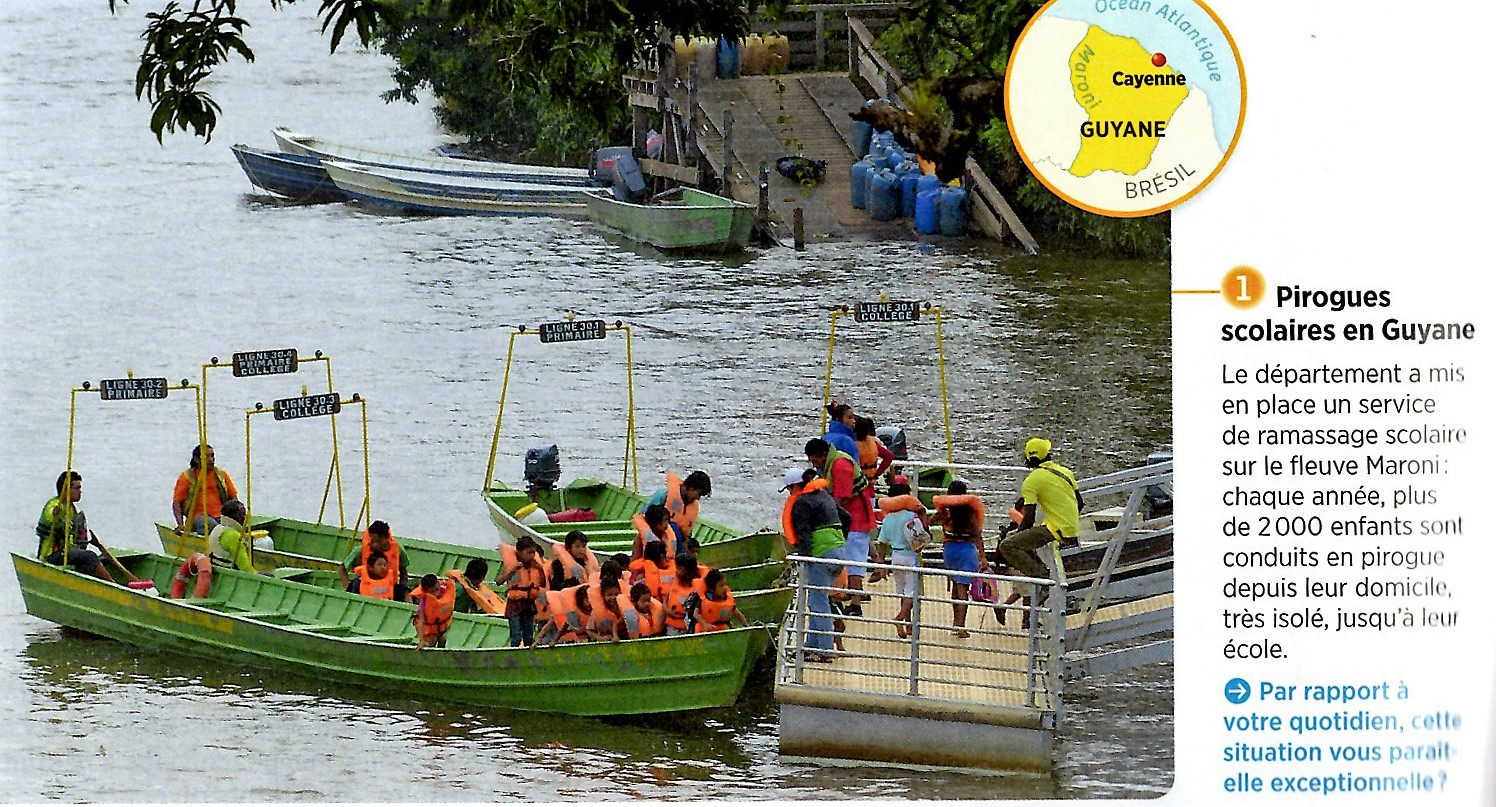 Océan Atlantique
Maroni
Cayenne
GUYANE
BRÉSIL
LIGNE 30.2
PRIMAIRE
LIGNE 30.4
PRIMAIRE
COLLEGE
LIGNE 30.3
COLLEGE
LIGNE 30.1
PRIMAIRE
LIGNE 30.1
COLLEGE
1 Pirogues
scolaires en Guyane
Le département a mis
en place un service
de ramassage scolaire
sur le fleuve Maroni :
chaque année, plus
de 2 000 enfants sont
conduits en pirogue
depuis leur domicile,
très isolé, jusqu'à leur
école.
Par rapport à
votre quotidien, cette
situation vous paraît-
elle exceptionnelle ?